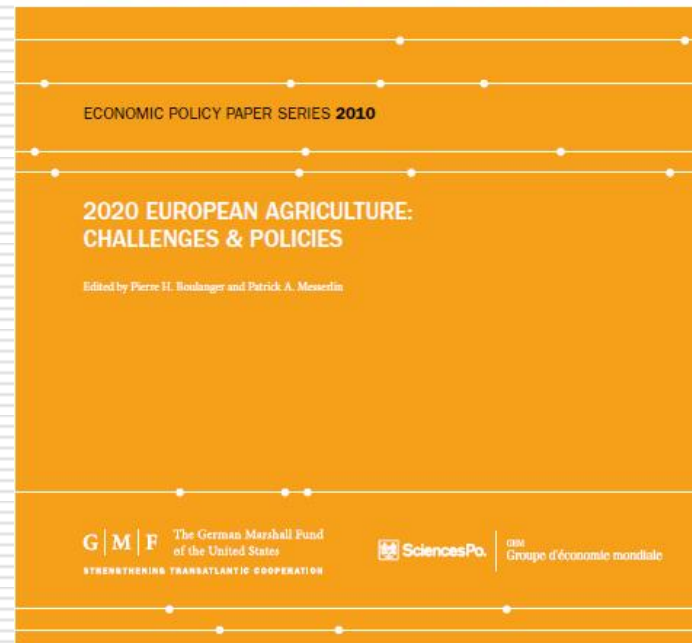 ECONOMIC POLICY PAPER SERIES 2010
2020 EUROPEAN AGRICULTURE:
CHALLENGES & POLICIES
Edited by Pierre H. Boulanger and Patrick A. Messerlin
G|M|F The German Marshall Fund
of the United States
STRENGTHENING TRANSATLANTIC COOPERATION
SciencesPo.
GEM
Groupe d'économie mondiale